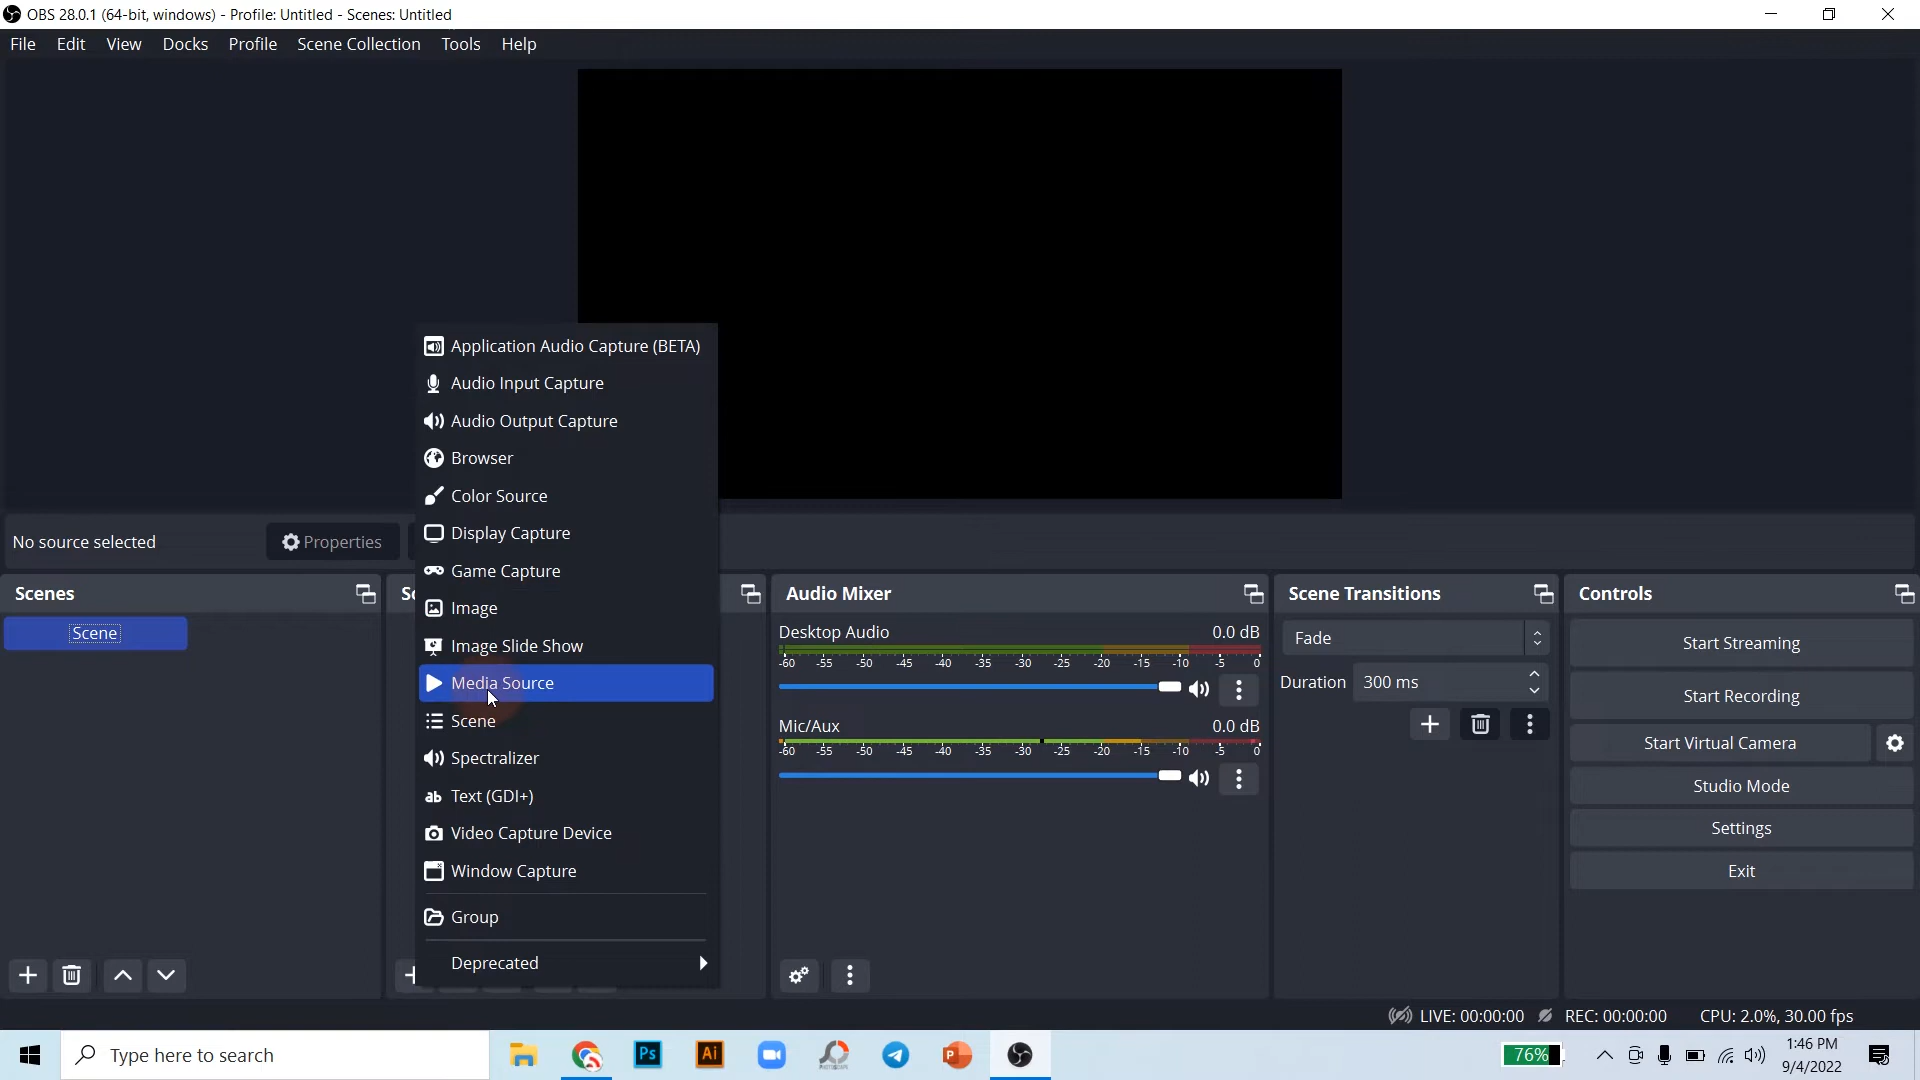 OBS 28.0.1 (64-bit, windows) - Profile: Untitled - Scenes: Untitled
File Edit View Docks Profile Scene Collection Tools Help
Application Audio Capture (BETA)
Audio Input Capture
Audio Output Capture
Browser
Color Source
Display Capture
Game Capture
Image
Image Slide Show
Media Source
Scene
Spectralizer
Text (GDI+)
Video Capture Device
Window Capture
Group
Deprecated
No source selected Properties
Scenes
Scene
Audio Mixer
Desktop Audio 0.0 dB
-60 -55 -50 -45 -40 -35 -30 -25 -20 -15 -10 -5 0
Mic/Aux 0.0 dB
-60 -55 -50 -45 -40 -35 -30 -25 -20 -15 -10 -5 0
Scene Transitions
Fade
Duration 300 ms
Controls
Start Streaming
Start Recording
Start Virtual Camera
Studio Mode
Settings
Exit
LIVE: 00:00:00 REC: 00:00:00 CPU: 2.0%, 30.00 fps
Type here to search
Ps
Ai
P
76%
1:46 PM
9/4/2022